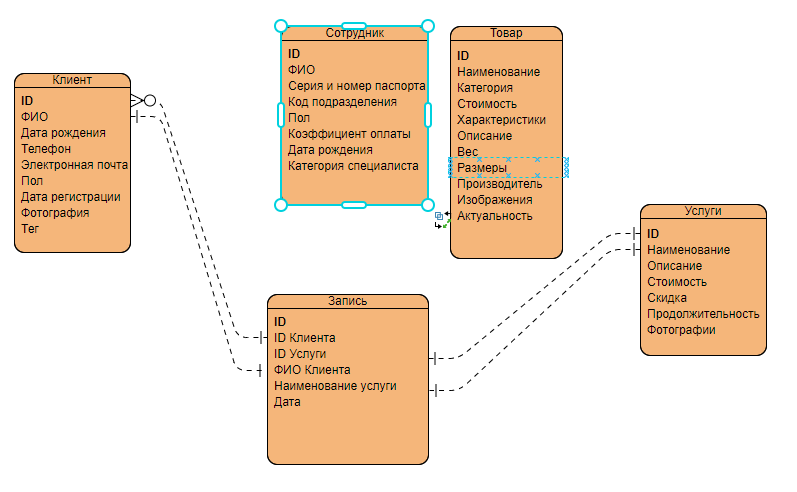 Клиент
ID
ФИО
Дата рождения
Телефон
Электронная почта
Пол
Дата регистрации
Фотография
Тег
Сотрудник
ID
ФИО
Серия и номер паспорта
Код подразделения
Пол
Коэффициент оплаты
Дата рождения
Категория специалиста
Товар
ID
Наименование
Категория
Стоимость
Характеристики
Описание
Вес
Размеры
Производитель
Изображения
Актуальность
Запись
ID
ID Клиента
ID Услуги
ФИО Клиента
Наименование услуги
Дата
Услуги
ID
Наименование
Описание
Стоимость
Скидка
Продолжительность
Фотографии